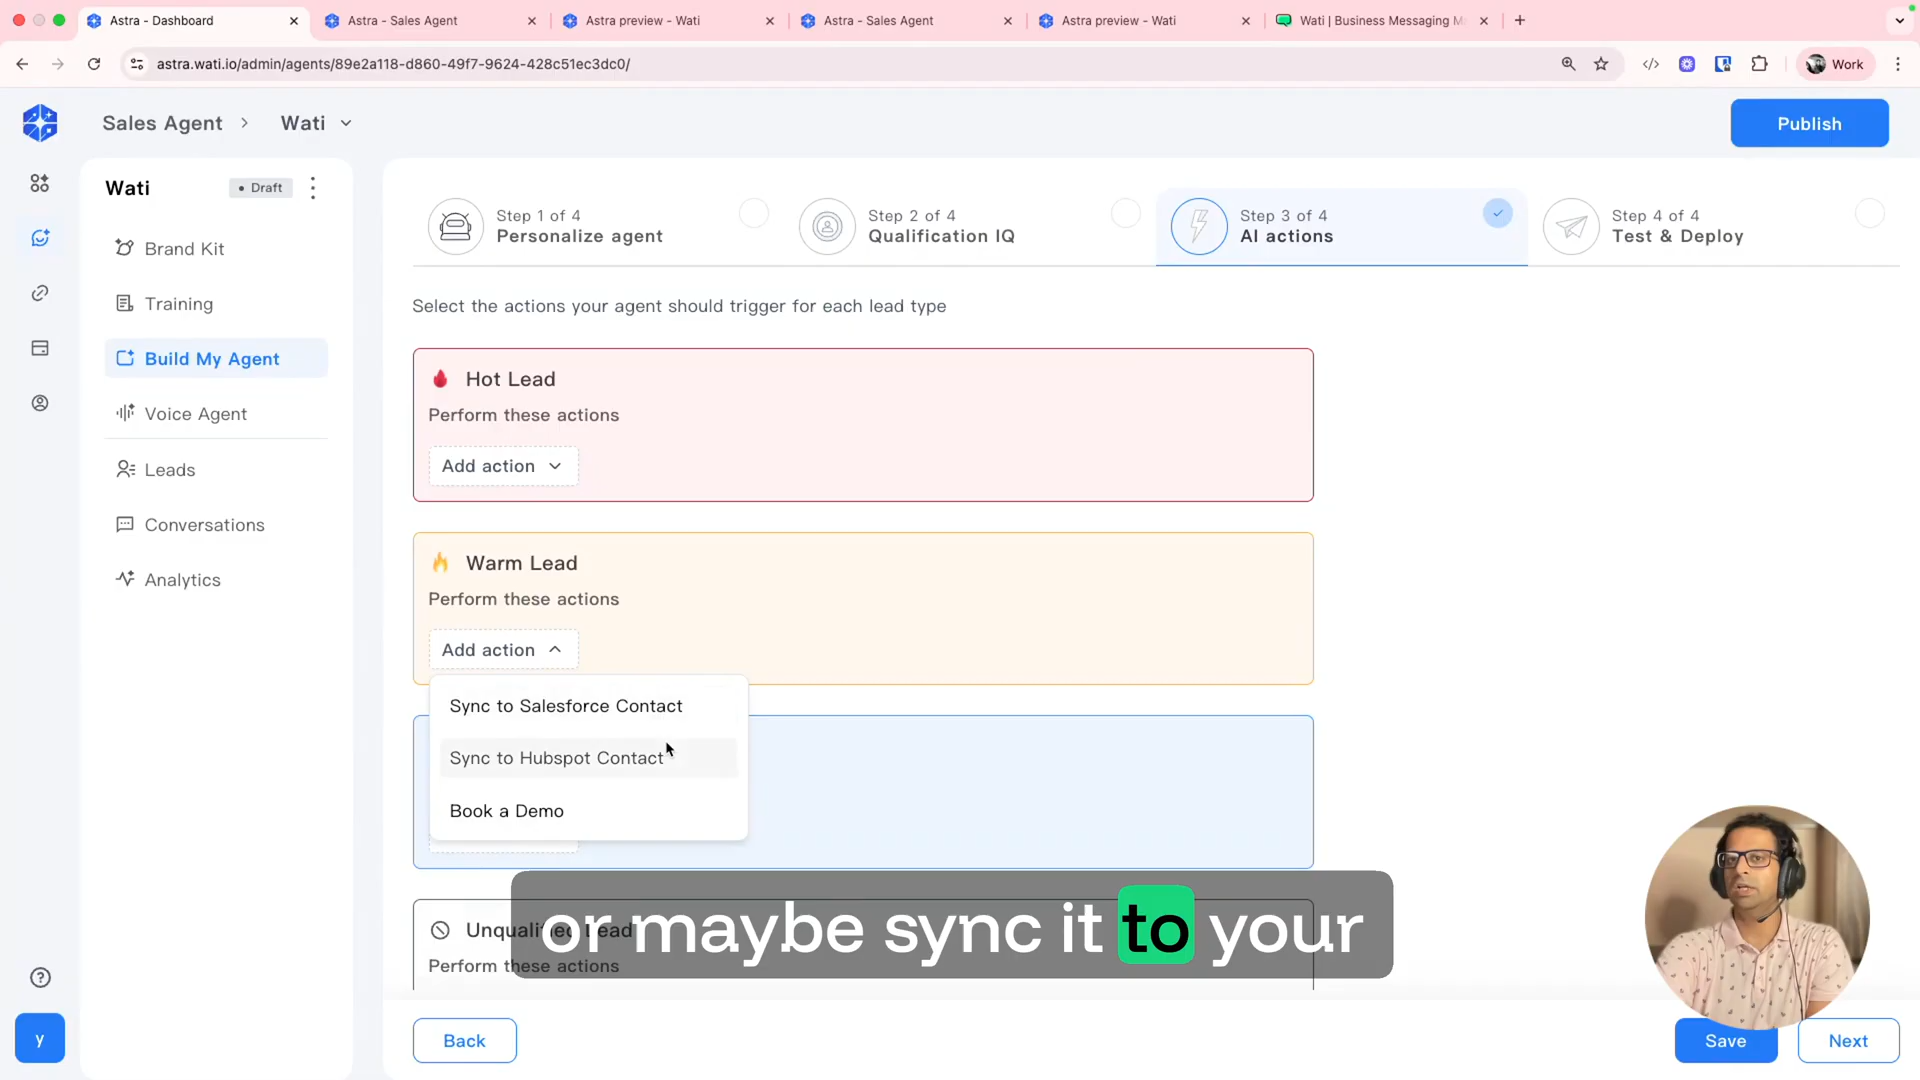 Astra - Dashboard
Astra - Sales Agent
Astra preview - Wati
Astra - Sales Agent
Astra preview - Wati
Wati | Business Messaging M
astra.wati.io/admin/agents/89e2a118-d860-49f7-9624-428c51ec3dc0/
Work
Sales Agent
Wati
Publish
Wati
Draft
Brand Kit
Training
Build My Agent
Voice Agent
Leads
Conversations
Analytics
y
Step 1 of 4
Personalize agent
Step 2 of 4
Qualification IQ
Step 3 of 4
AI actions
Step 4 of 4
Test & Deploy
Select the actions your agent should trigger for each lead type
Hot Lead
Perform these actions
Add action
Warm Lead
Perform these actions
Add action
Sync to Salesforce Contact
Sync to Hubspot Contact
Book a Demo
Unqualified Lead
Perform these actions
or maybe sync it to your
Back
Save
Next